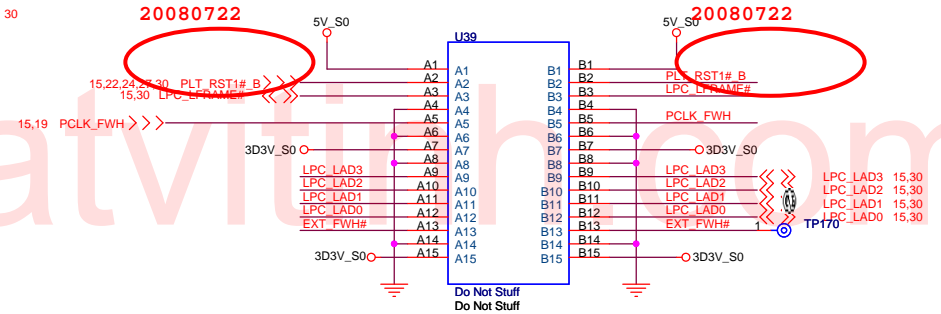 30
20080722
20080722
5V_S0
5V_S0
U39
A1 A1 B1 B1
15,22,24,27,30 PLT_RST1#_B A2 A2 B2 B2 PLT_RST1#_B
15,30 LPC_LFRAME# A3 A3 B3 B3 LPC_LFRAME#
A4 A4 B4 B4
15,19 PCLK_FWH A5 A5 B5 B5 PCLK_FWH
A6 A6 B6 B6
3D3V_S0 A7 A7 B7 B7 3D3V_S0
A8 A8 B8 B8
LPC_LAD3 A9 A9 B9 B9 LPC_LAD3 LPC_LAD3 15,30
LPC_LAD2 A10 A10 B10 B10 LPC_LAD2 LPC_LAD2 15,30
LPC_LAD1 A11 A11 B11 B11 LPC_LAD1 LPC_LAD1 15,30
LPC_LAD0 A12 A12 B12 B12 LPC_LAD0 LPC_LAD0 15,30
EXT_FWH# A13 A13 B13 B13 EXT_FWH# 1 TP170
A14 A14 B14 B14
3D3V_S0 A15 A15 B15 B15 3D3V_S0
Do Not Stuff
Do Not Stuff
atvitinh.com